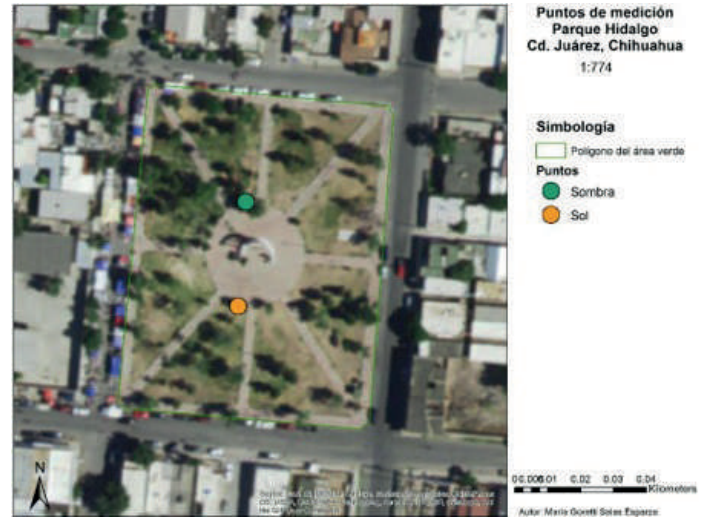 Puntos de medición
Parque Hidalgo
Cd. Juárez, Chihuahua
1:774
Simbología
Polígono del área verde
Puntos
Sombra
Sol
N
0.02 0.03 0.04
Kilometers
Autor: Maria Goretti Salas Esparza